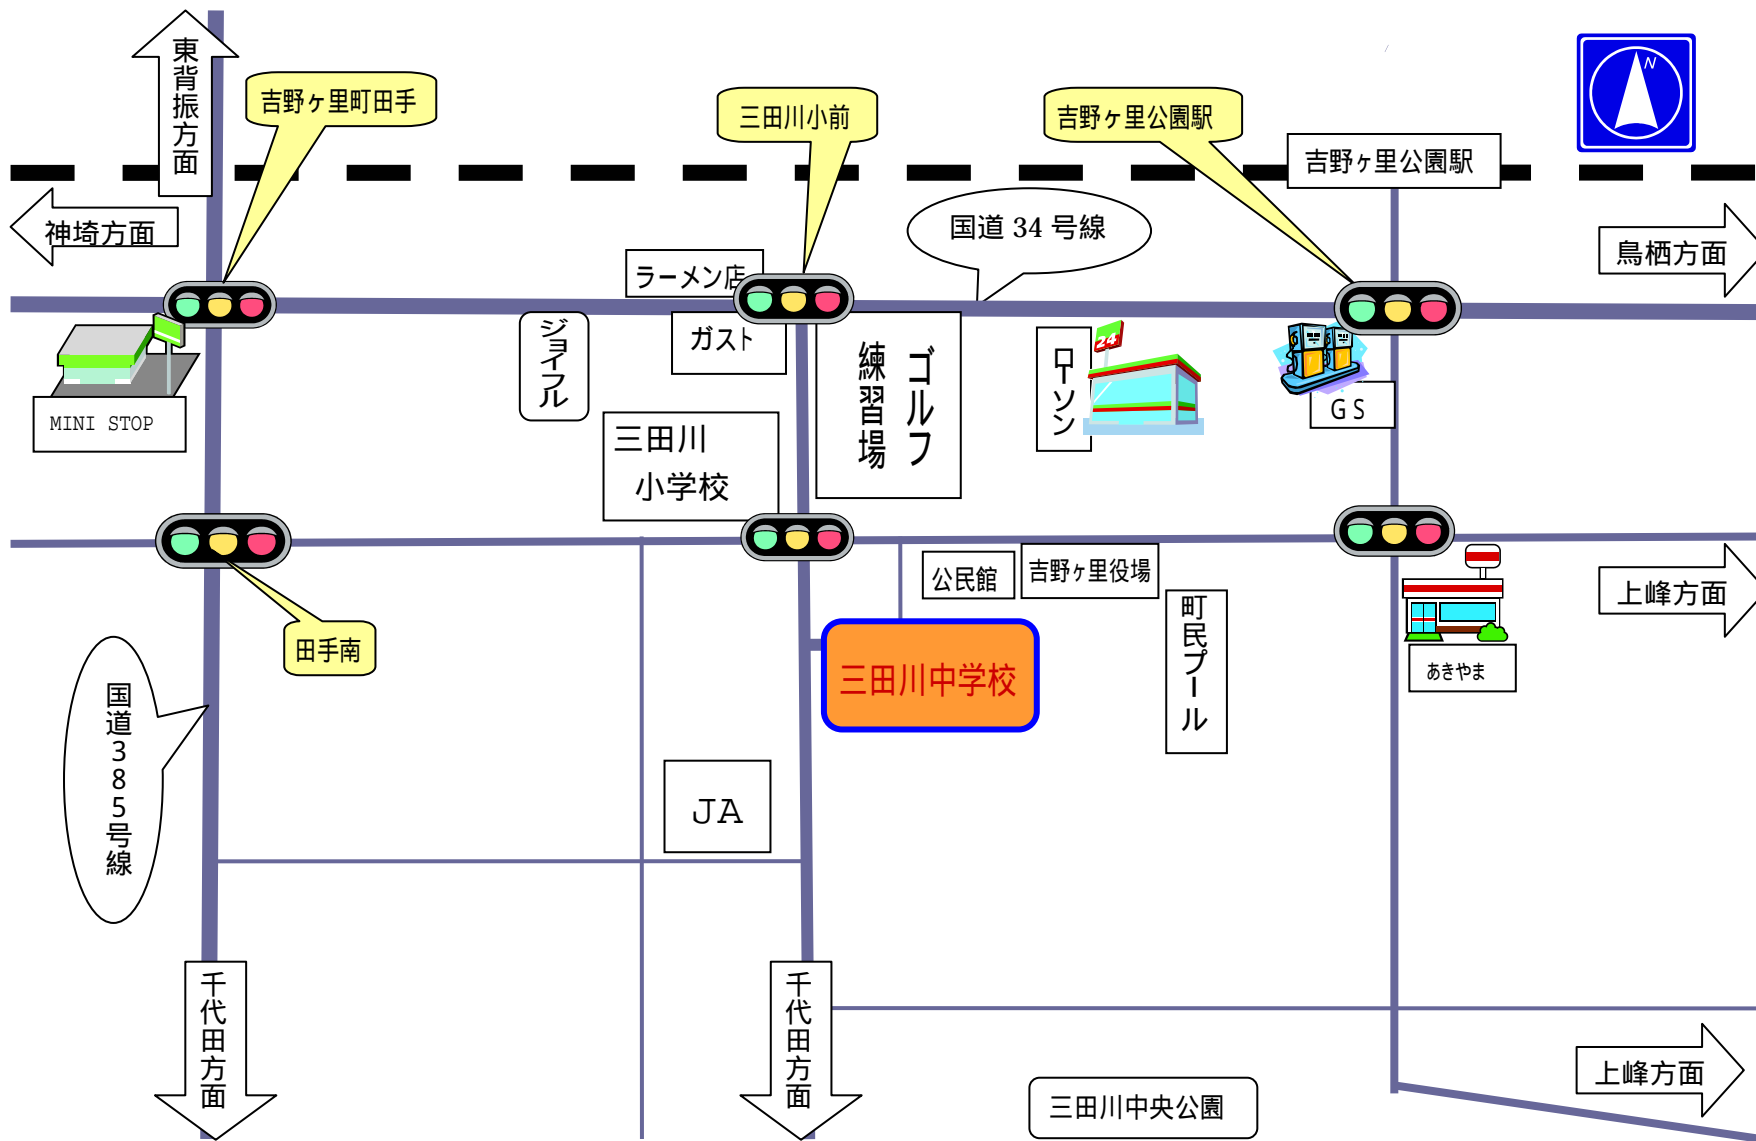 東背振方面
吉野ヶ里町田手
三田川小前
吉野ヶ里公園駅
N
吉野ヶ里公園駅
神埼方面
国道 34 号線
鳥栖方面
ラーメン店
ジョイフル
ガスト
ゴルフ
練習場
ローソン
24
GS
MINI STOP
三田川
小学校
公民館
吉野ヶ里役場
町民プール
上峰方面
田手南
三田川中学校
あきやま
国道385号線
JA
千代田方面
千代田方面
上峰方面
三田川中央公園